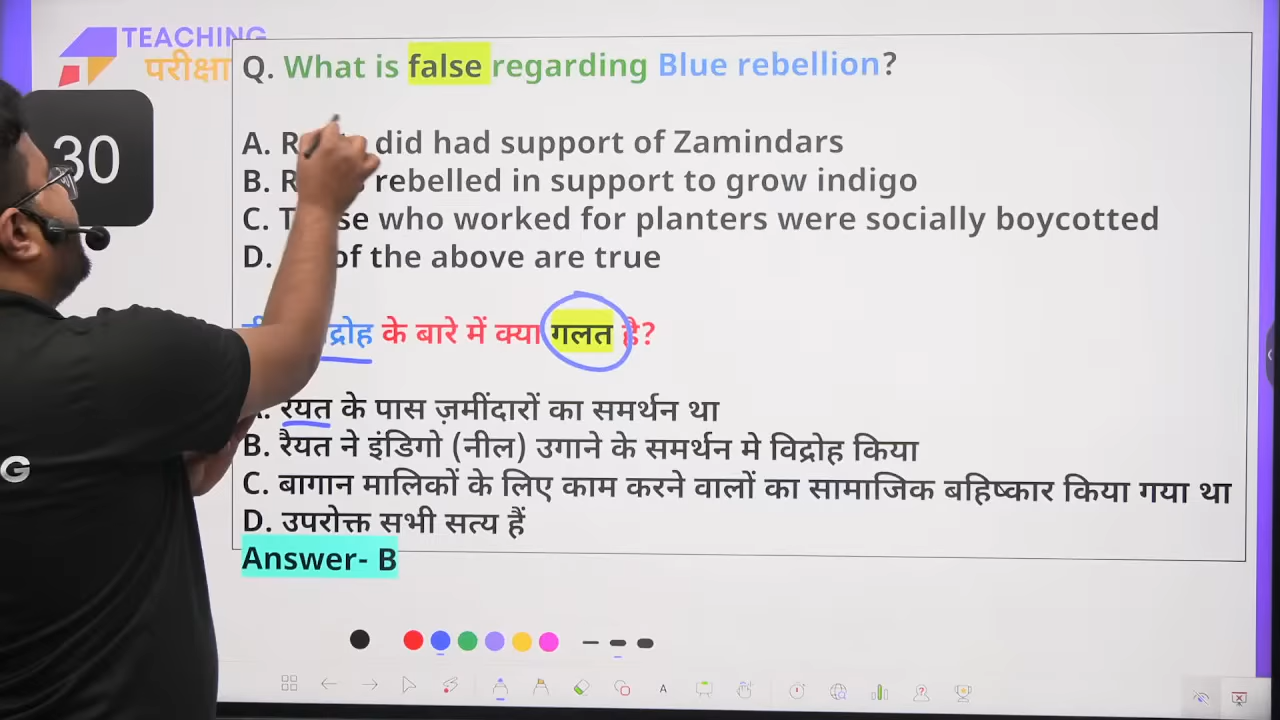 TEACHING
परीक्षा
30
Q. What is false regarding Blue rebellion?
A. did had support of Zamindars
B. rebelled in support to grow indigo
C. who worked for planters were socially boycotted
D. of the above are true
के बारे में क्या गलत है?
रैयत के पास ज़मींदारों का समर्थन था
B. रैयत ने इंडिगो (नील) उगाने के समर्थन मे विद्रोह किया
C. बागान मालिकों के लिए काम करने वालों का सामाजिक बहिष्कार किया गया था
D. उपरोक्त सभी सत्य हैं
Answer- B
G
A